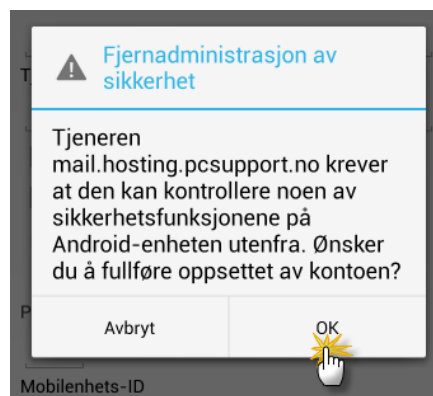 Fjernadministrasjon av
sikkerhet
Tjeneren
mail.hosting.pcsupport.no krever
at den kan kontrollere noen av
sikkerhetsfunksjonene på
Android-enheten utenfra. Ønsker
du å fullføre oppsettet av kontoen?
Avbryt OK
Mobilenhets-ID